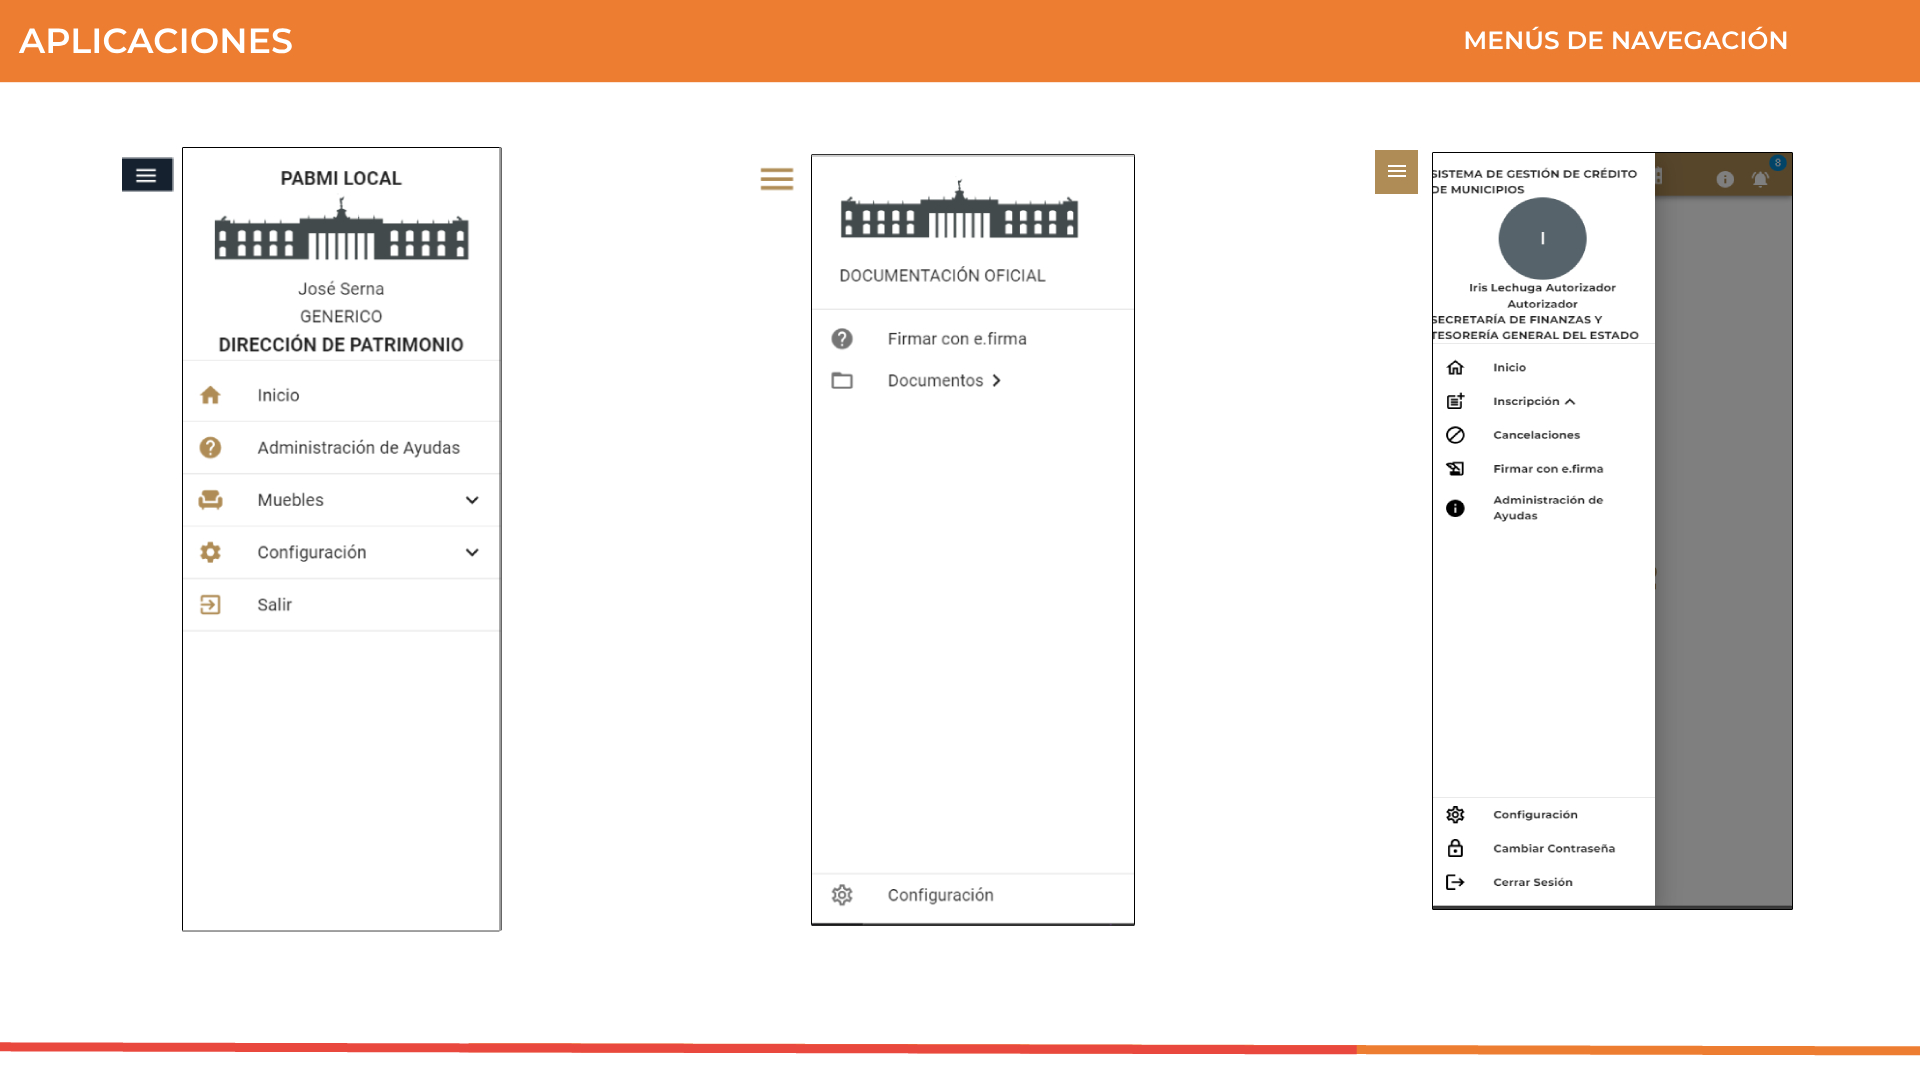 APLICACIONES
MENÚS DE NAVEGACIÓN
PABMI LOCAL
José Serna
GENERICO
DIRECCIÓN DE PATRIMONIO
Inicio
Administración de Ayudas
Muebles
Configuración
Salir
DOCUMENTACIÓN OFICIAL
Firmar con e.firma
Documentos
Configuración
8
SISTEMA DE GESTIÓN DE CRÉDITO
DE MUNICIPIOS
I
Iris Lechuga Autorizador
Autorizador
SECRETARÍA DE FINANZAS Y
TESORERÍA GENERAL DEL ESTADO
Inicio
Inscripción
Cancelaciones
Firmar con e.firma
Administración de
Ayudas
Configuración
Cambiar Contraseña
Cerrar Sesión